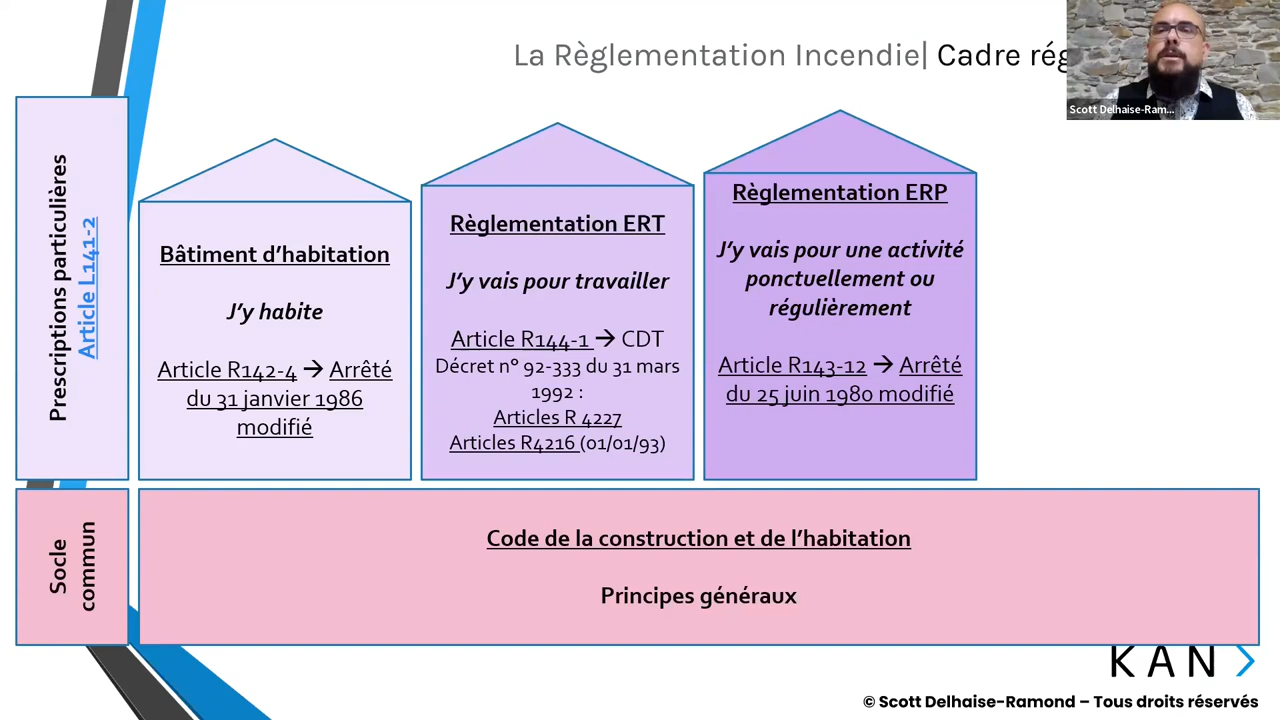 La Règlementation Incendie| Cadre rég
Scott Delhaise-Ram...
Prescriptions particulières
Article L141-2
Bâtiment d'habitation
J'y habite
Article R142-4 → Arrêté
du 31 janvier 1986
modifié
Règlementation ERT
J'y vais pour travailler
Article R144-1 → CDT
Décret n° 92-333 du 31 mars
1992 :
Articles R 4227
Articles R4216 (01/01/93)
Règlementation ERP
J'y vais pour une activité
ponctuellement ou
régulièrement
Article R143-12 → Arrêté
du 25 juin 1980 modifié
Socle
commun
Code de la construction et de l'habitation
Principes généraux
KAN
© Scott Delhaise-Ramond – Tous droits réservés